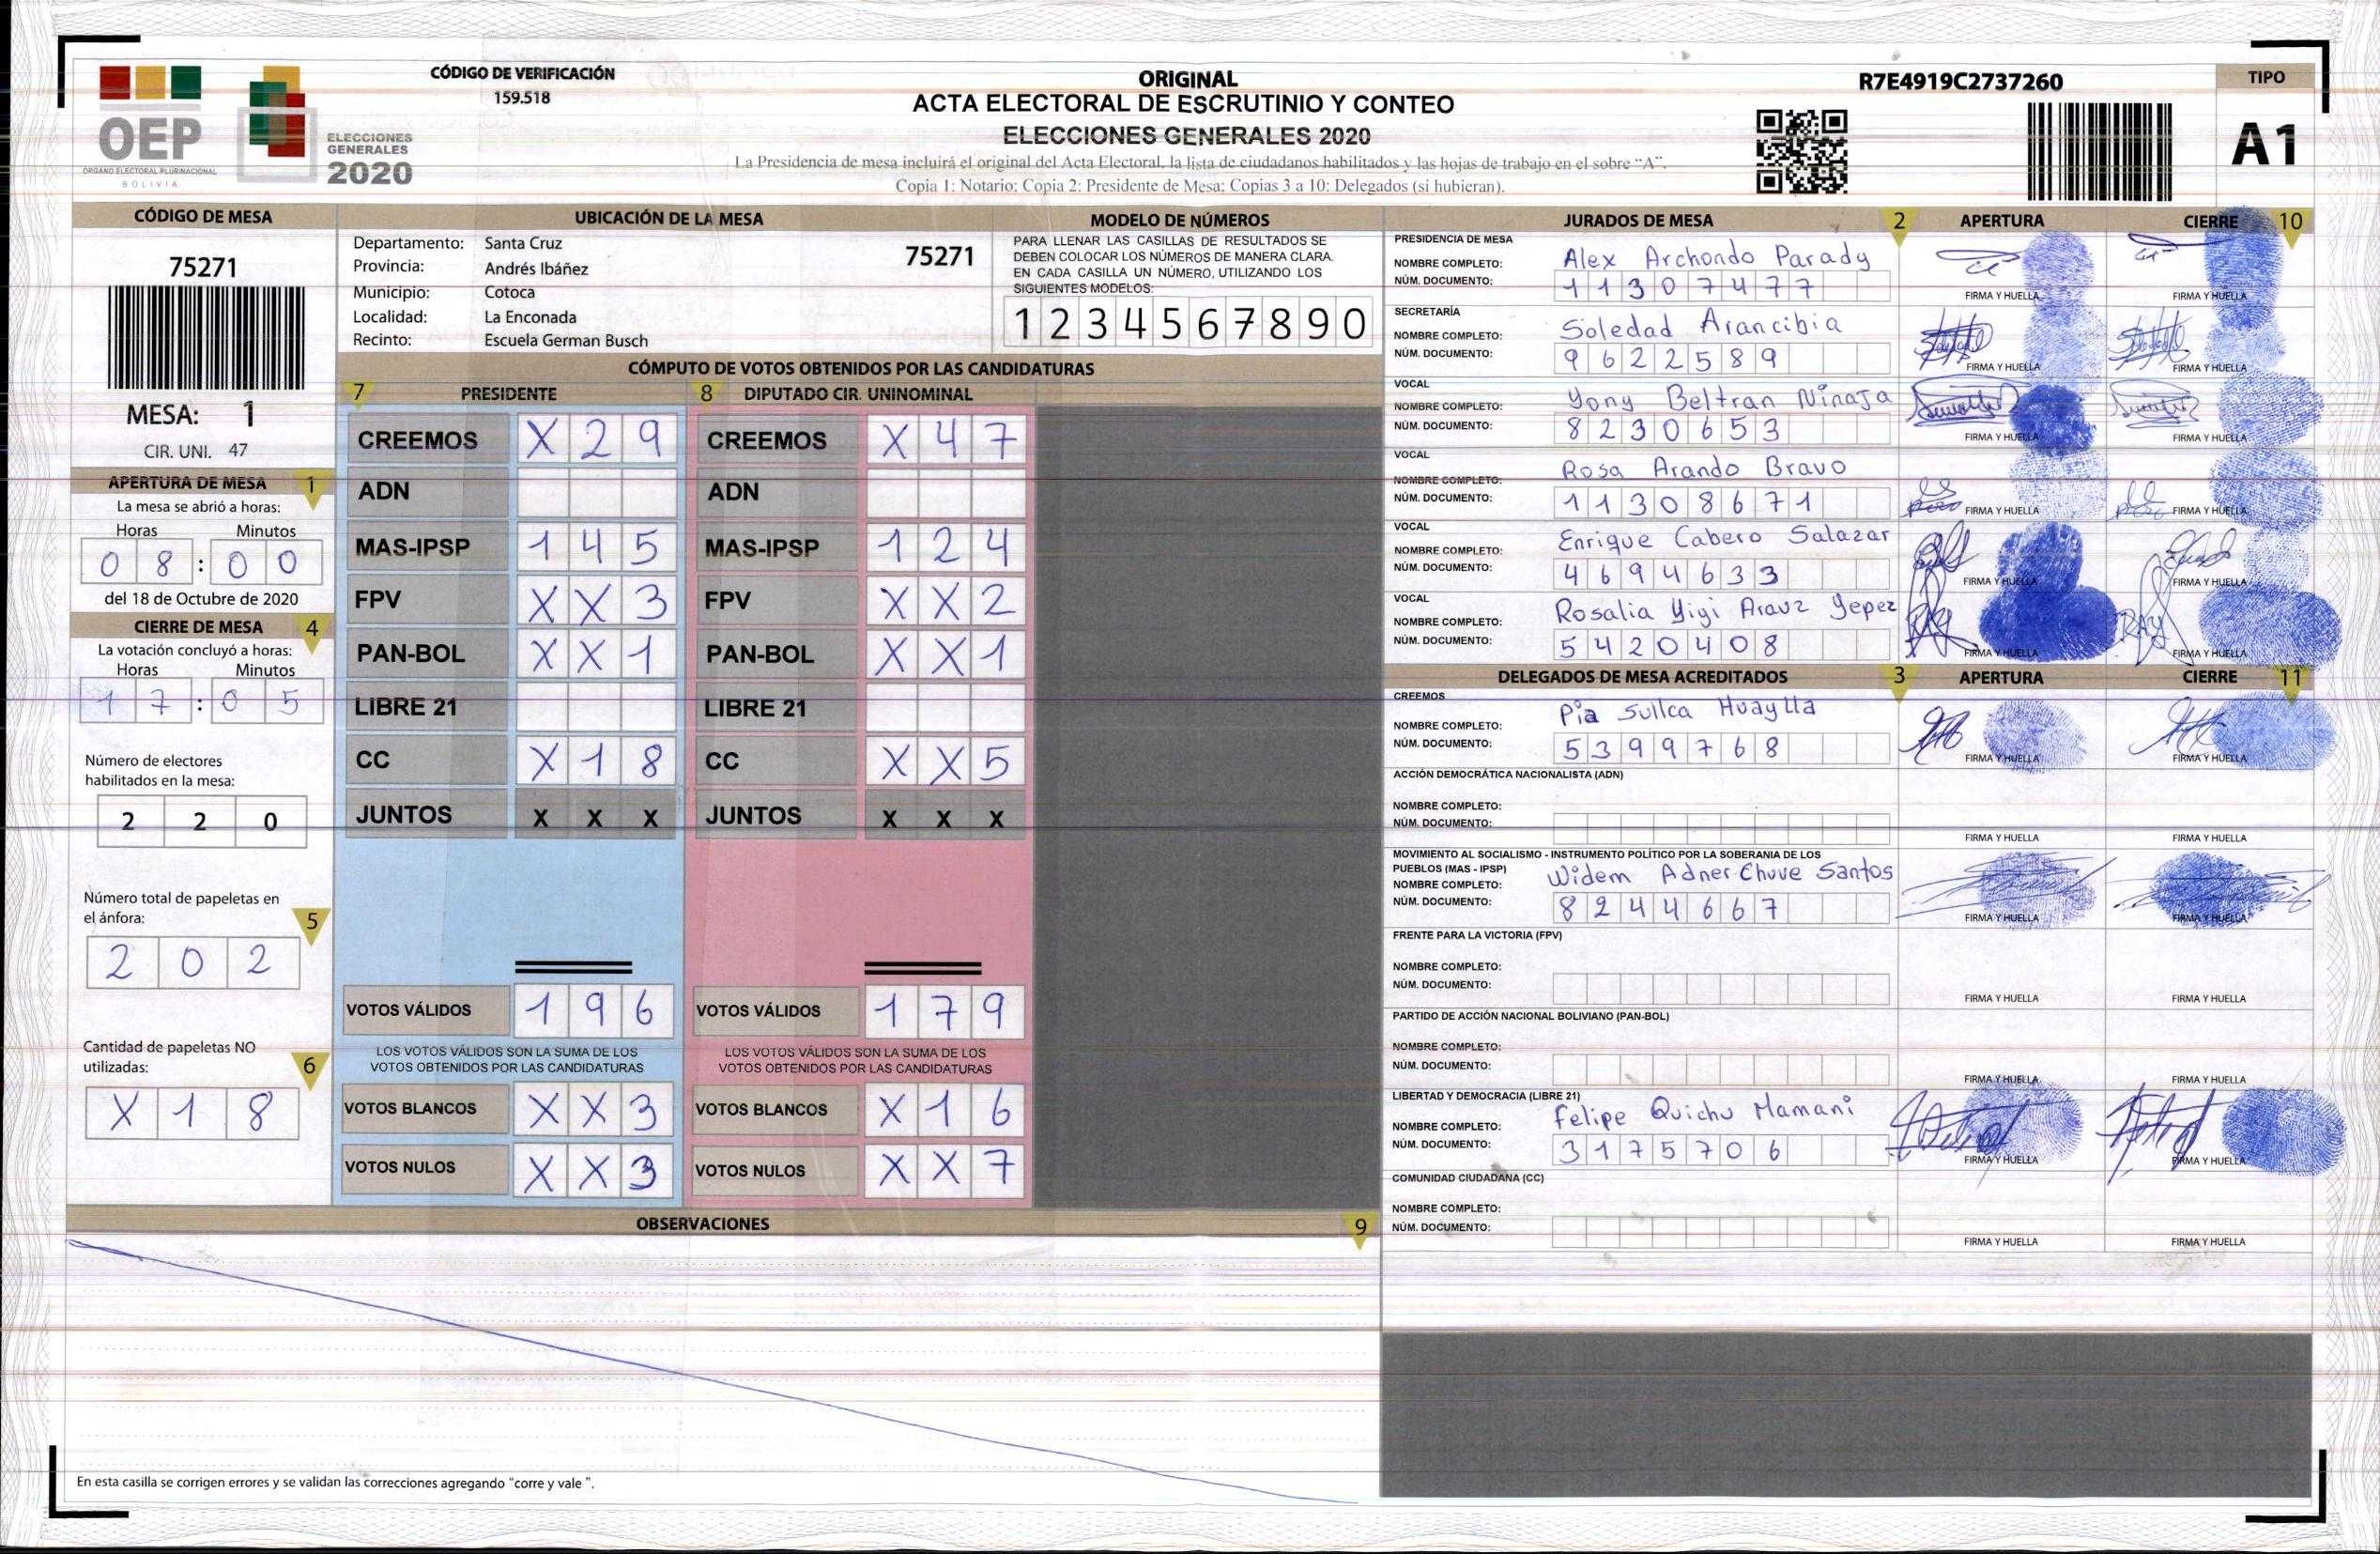 OEP
ÓRGANO ELECTORAL PLURINACIONAL
BOLIVIA
ELECCIONES
GENERALES
2020
CÓDIGO DE VERIFICACIÓN
159.518
ORIGINAL
ACTA ELECTORAL DE ESCRUTINIO Y CONTEO
ELECCIONES GENERALES 2020
La Presidencia de mesa incluirá el original del Acta Electoral, la lista de ciudadanos habilitados y las hojas de trabajo en el sobre “A”.
Copia 1: Notario; Copia 2: Presidente de Mesa; Copias 3 a 10: Delegados (si hubieran).
R7E4919C2737260
TIPO
A1
CÓDIGO DE MESA
75271
MESA: 1
CIR. UNI. 47
APERTURA DE MESA 1
La mesa se abrió a horas:
Horas Minutos
0 8 : 0 0
del 18 de Octubre de 2020
CIERRE DE MESA 4
La votación concluyó a horas:
Horas Minutos
1 7 : 0 5
Número de electores
habilitados en la mesa:
2 2 0
Número total de papeletas en
el ánfora: 5
2 0 2
Cantidad de papeletas NO
utilizadas: 6
X 1 8
UBICACIÓN DE LA MESA
Departamento: Santa Cruz 75271
Provincia: Andrés Ibáñez
Municipio: Cotoca
Localidad: La Enconada
Recinto: Escuela German Busch
MODELO DE NÚMEROS
PARA LLENAR LAS CASILLAS DE RESULTADOS SE
DEBEN COLOCAR LOS NÚMEROS DE MANERA CLARA.
EN CADA CASILLA UN NÚMERO, UTILIZANDO LOS
SIGUIENTES MODELOS:
1 2 3 4 5 6 7 8 9 0
CÓMPUTO DE VOTOS OBTENIDOS POR LAS CANDIDATURAS
7 PRESIDENTE
CREEMOS X 2 9
ADN
MAS-IPSP 1 4 5
FPV X X 3
PAN-BOL X X 1
LIBRE 21
CC X 1 8
JUNTOS X X X
VOTOS VÁLIDOS 1 9 6
LOS VOTOS VÁLIDOS SON LA SUMA DE LOS
VOTOS OBTENIDOS POR LAS CANDIDATURAS
VOTOS BLANCOS X X 3
VOTOS NULOS X X 3
8 DIPUTADO CIR. UNINOMINAL
CREEMOS X 4 7
ADN
MAS-IPSP 1 2 4
FPV X X 2
PAN-BOL X X 1
LIBRE 21
CC X X 5
JUNTOS X X X
VOTOS VÁLIDOS 1 7 9
LOS VOTOS VÁLIDOS SON LA SUMA DE LOS
VOTOS OBTENIDOS POR LAS CANDIDATURAS
VOTOS BLANCOS X 1 6
VOTOS NULOS X X 7
OBSERVACIONES 9
En esta casilla se corrigen errores y se validan las correcciones agregando “corre y vale ”.
JURADOS DE MESA 2 APERTURA CIERRE 10
PRESIDENCIA DE MESA
NOMBRE COMPLETO: Alex Archondo Parady
NÚM. DOCUMENTO: 1 1 3 0 7 4 7 7
FIRMA Y HUELLA FIRMA Y HUELLA
SECRETARÍA
NOMBRE COMPLETO: Soledad Arancibia
NÚM. DOCUMENTO: 9 6 2 2 5 8 9
FIRMA Y HUELLA FIRMA Y HUELLA
VOCAL
NOMBRE COMPLETO: Yony Beltran Ninaja
NÚM. DOCUMENTO: 8 2 3 0 6 5 3
FIRMA Y HUELLA FIRMA Y HUELLA
VOCAL
NOMBRE COMPLETO: Rosa Arando Bravo
NÚM. DOCUMENTO: 1 1 3 0 8 6 7 1
FIRMA Y HUELLA FIRMA Y HUELLA
VOCAL
NOMBRE COMPLETO: Enrique Cabero Salazar
NÚM. DOCUMENTO: 4 6 9 4 6 3 3
FIRMA Y HUELLA FIRMA Y HUELLA
VOCAL
NOMBRE COMPLETO: Rosalia Yiyi Arauz Yepez
NÚM. DOCUMENTO: 5 4 2 0 4 0 8
FIRMA Y HUELLA FIRMA Y HUELLA
DELEGADOS DE MESA ACREDITADOS 3 APERTURA CIERRE 11
CREEMOS
NOMBRE COMPLETO: Pia Sullca Huaylla
NÚM. DOCUMENTO: 5 3 9 9 7 6 8
FIRMA Y HUELLA FIRMA Y HUELLA
ACCIÓN DEMOCRÁTICA NACIONALISTA (ADN)
NOMBRE COMPLETO:
NÚM. DOCUMENTO:
FIRMA Y HUELLA FIRMA Y HUELLA
MOVIMIENTO AL SOCIALISMO - INSTRUMENTO POLÍTICO POR LA SOBERANIA DE LOS
PUEBLOS (MAS - IPSP)
NOMBRE COMPLETO: Widem Adner Chuve Santos
NÚM. DOCUMENTO: 8 2 4 4 6 6 7
FIRMA Y HUELLA FIRMA Y HUELLA
FRENTE PARA LA VICTORIA (FPV)
NOMBRE COMPLETO:
NÚM. DOCUMENTO:
FIRMA Y HUELLA FIRMA Y HUELLA
PARTIDO DE ACCIÓN NACIONAL BOLIVIANO (PAN-BOL)
NOMBRE COMPLETO:
NÚM. DOCUMENTO:
FIRMA Y HUELLA FIRMA Y HUELLA
LIBERTAD Y DEMOCRACIA (LIBRE 21)
NOMBRE COMPLETO: Felipe Quichu Mamani
NÚM. DOCUMENTO: 3 1 7 5 7 0 6
FIRMA Y HUELLA FIRMA Y HUELLA
COMUNIDAD CIUDADANA (CC)
NOMBRE COMPLETO:
NÚM. DOCUMENTO:
FIRMA Y HUELLA FIRMA Y HUELLA